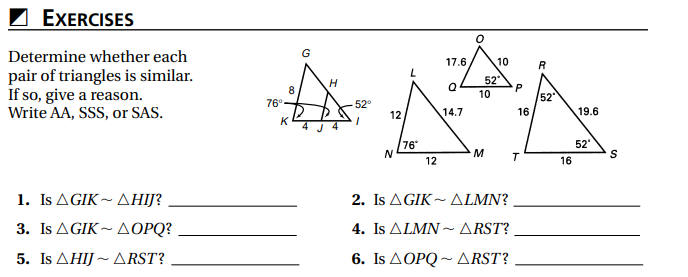 EXERCISES
Determine whether each
pair of triangles is similar.
If so, give a reason.
Write AA, SSS, or SAS.
G
H
8
76°
52°
K
4
J
4
I
L
12
14.7
76°
N
12
M
O
17.6
10
52°
Q
P
10
R
52°
16
19.6
52°
T
16
S
1. Is △GIK ~ △HIJ?
2. Is △GIK ~ △LMN?
3. Is △GIK ~ △OPQ?
4. Is △LMN ~ △RST?
5. Is △HIJ ~ △RST?
6. Is △OPQ ~ △RST?